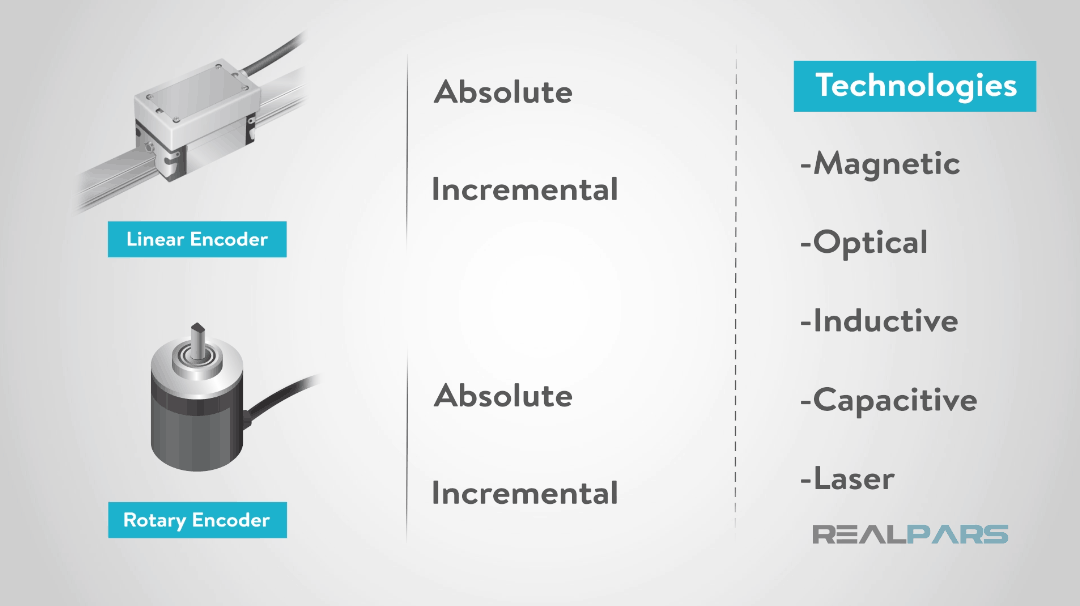 Absolute
Incremental
Linear Encoder
Absolute
Incremental
Rotary Encoder
Technologies
-Magnetic
-Optical
-Inductive
-Capacitive
-Laser
REALPARS